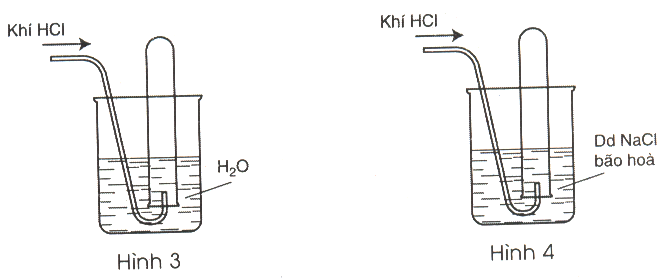 Khí HCl
H₂O
Hình 3
Khí HCl
Dd NaCl
bão hoà
Hình 4